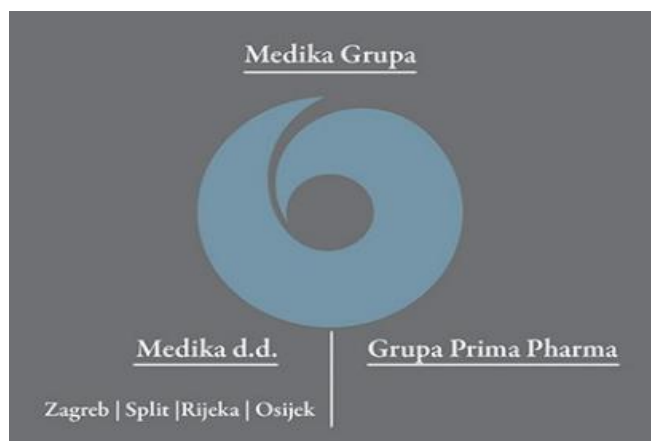 Medika Grupa
Medika d.d.
Grupa Prima Pharma
Zagreb | Split |Rijeka | Osijek